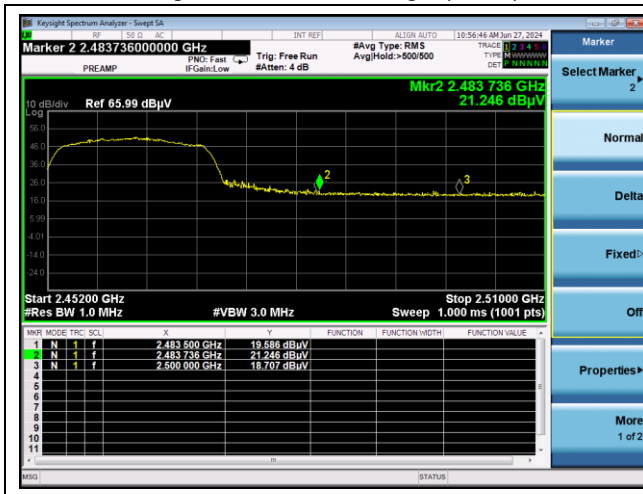 Keysight Spectrum Analyzer - Swept SA
RF 50 Ω AC INT REF ALIGN AUTO 10:56:46 AM Jun 27, 2024
Marker 2 2.483736000000 GHz
PREAMP
PNO: Fast
IFGain:Low
Trig: Free Run
#Atten: 4 dB
#Avg Type: RMS
Avg|Hold:>500/500
TRACE 1 2 3 4 5 6
TYPE M
DET P N N N N N
Mkr2 2.483 736 GHz
21.246 dBμV
10 dB/div Ref 65.99 dBμV
Log
56.0
46.0
36.0
26.0
16.0
5.99
-4.01
-14.0
-24.0
2
3
Start 2.45200 GHz Stop 2.51000 GHz
#Res BW 1.0 MHz #VBW 3.0 MHz Sweep 1.000 ms (1001 pts)
MKR MODE TRC SCL X Y FUNCTION FUNCTION WIDTH FUNCTION VALUE
1 N 1 f 2.483 500 GHz 19.586 dBμV
2 N 1 f 2.483 736 GHz 21.246 dBμV
3 N 1 f 2.500 000 GHz 18.707 dBμV
4
5
6
7
8
9
10
11
MSG STATUS
Marker
Select Marker
2
Normal
Delta
Fixed
Off
Properties
More
1 of 2